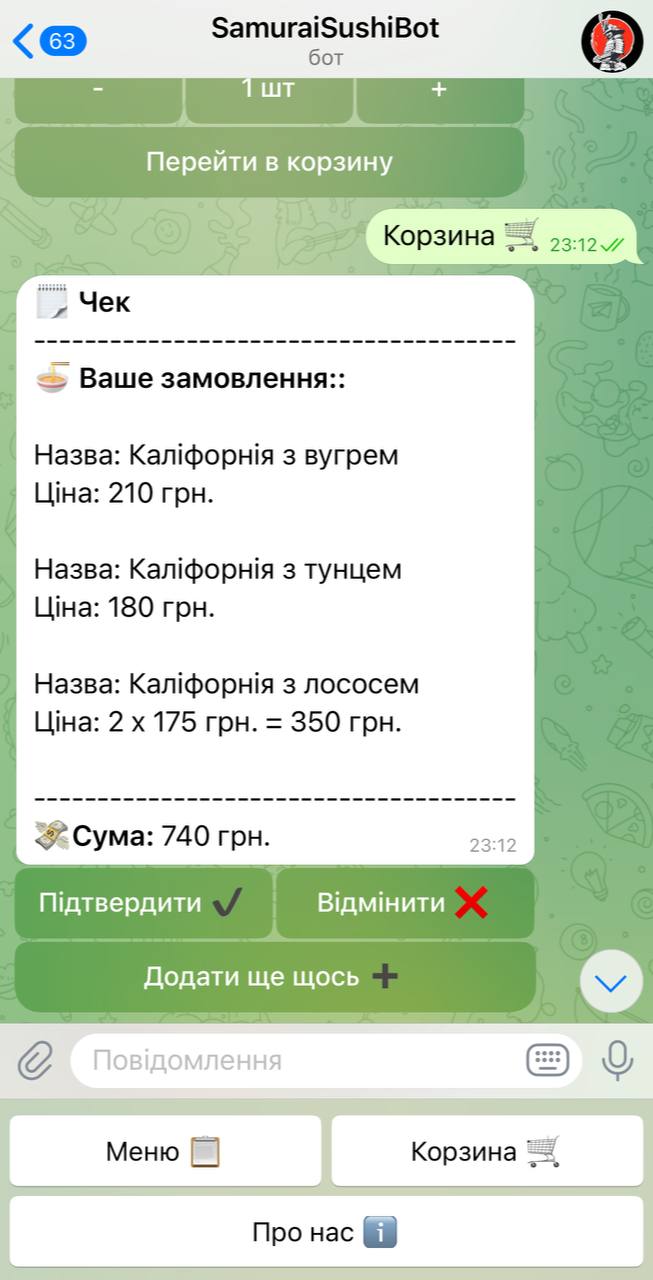 63
SamuraiSushiBot
бот
- 1 шт +
Перейти в корзину
Корзина 🛒 23:12
🗒 Чек
---------------------------------------
🍜 Ваше замовлення::
Назва: Каліфорнія з вугрем
Ціна: 210 грн.
Назва: Каліфорнія з тунцем
Ціна: 180 грн.
Назва: Каліфорнія з лососем
Ціна: 2 x 175 грн. = 350 грн.
---------------------------------------
💸Сума: 740 грн.
23:12
Підтвердити ✔️ Відмінити ❌
Додати ще щось ➕
Повідомлення
Меню 📋 Корзина 🛒
Про нас ℹ️